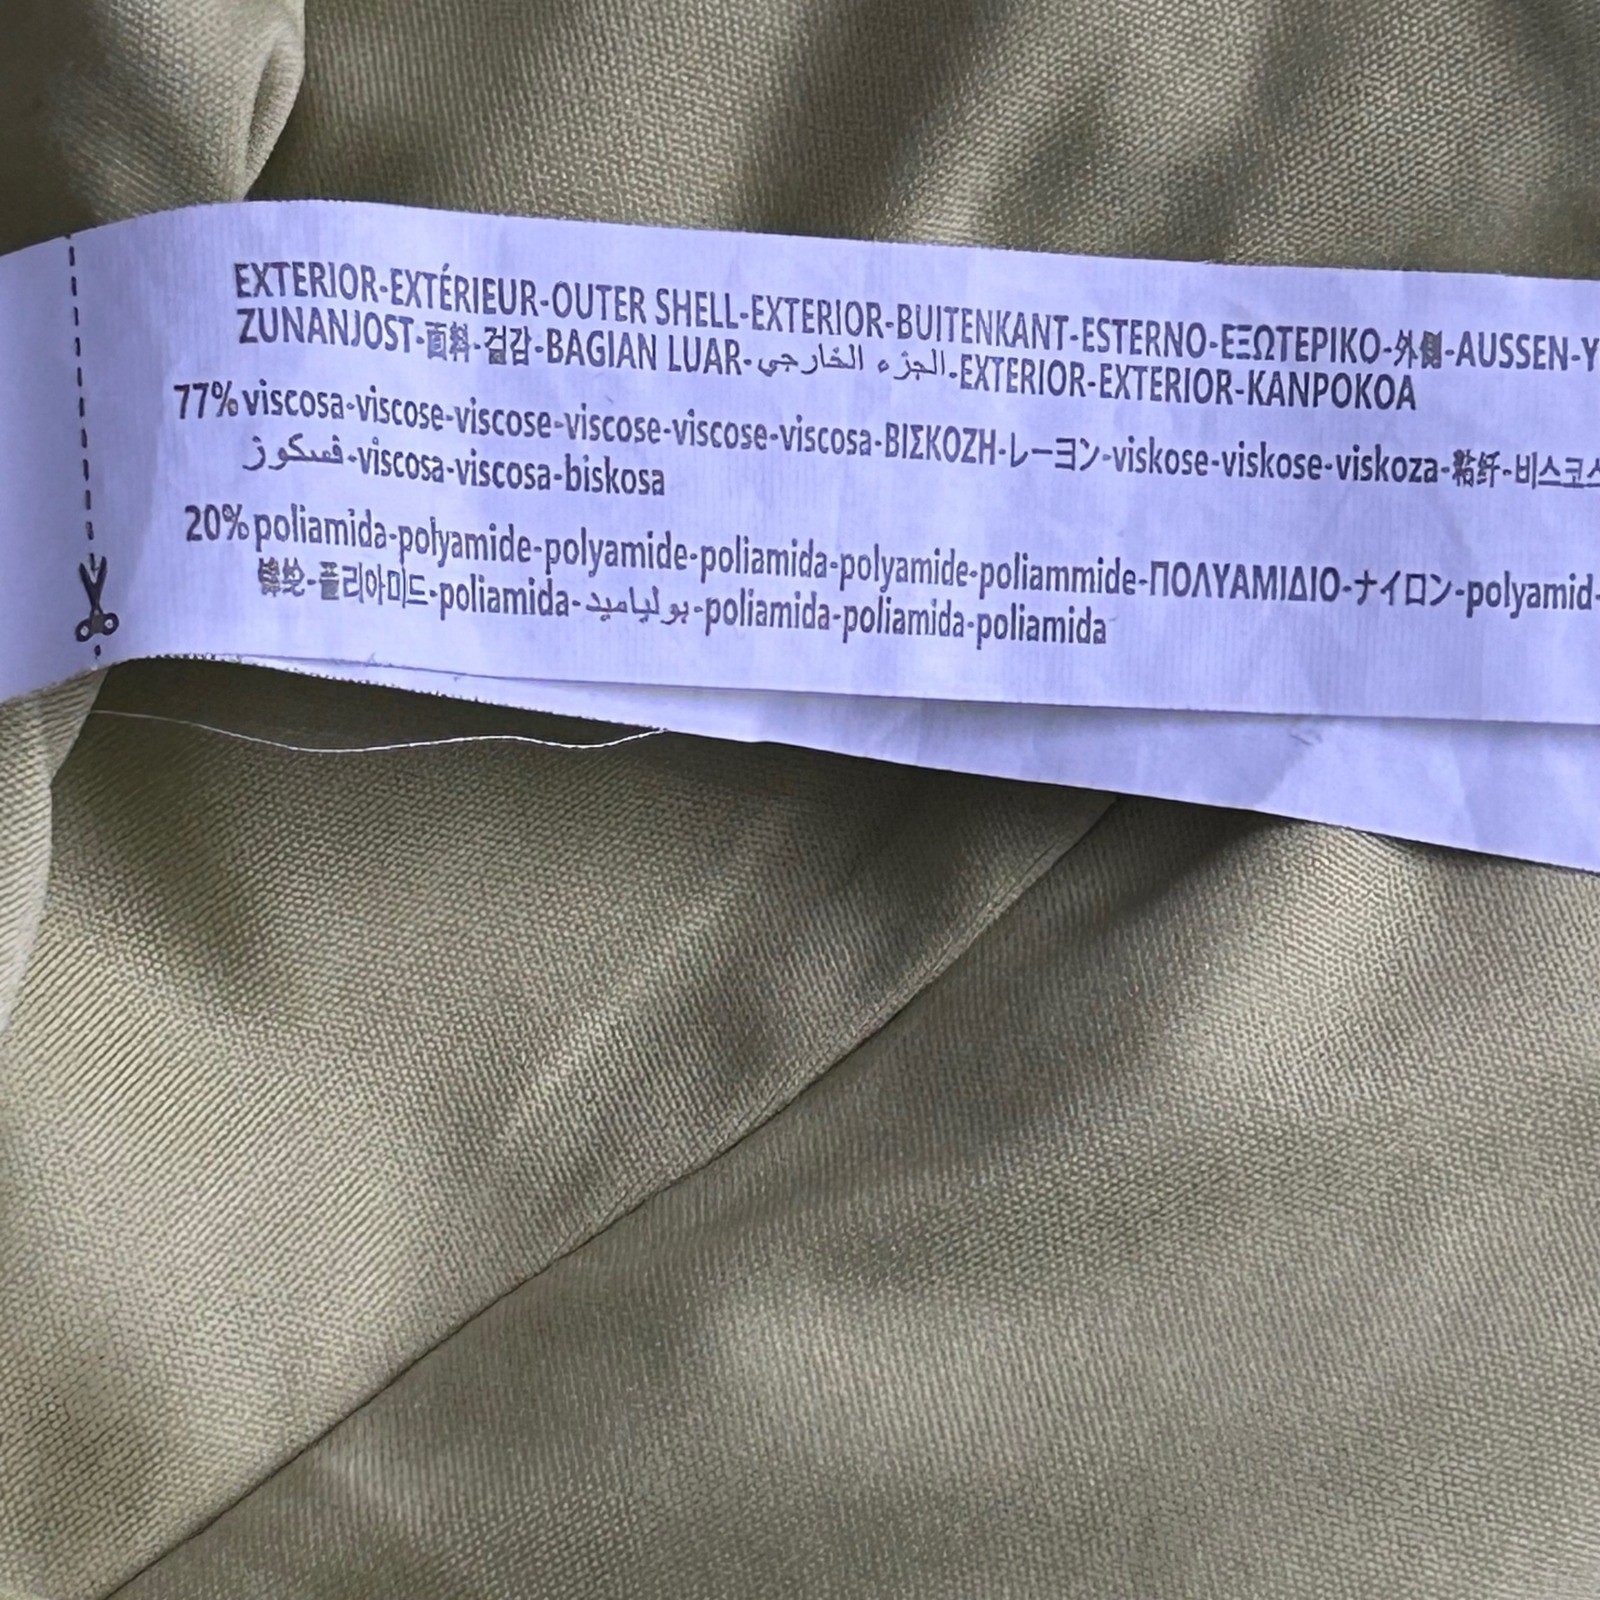 EXTERIOR-EXTÉRIEUR-OUTER SHELL-EXTERIOR-BUITENKANT-ESTERNO-ΕΞΩΤΕΡΙΚΟ-外側-AUSSEN-Y
ZUNANJOST-面料-겉감-BAGIAN LUAR-الجزء الخارجي-EXTERIOR-EXTERIOR-KANPOKOA
77% viscosa-viscose-viscose-viscose-viscose-viscosa-ΒΙΣΚΟΖΗ-レーヨン-viskose-viskose-viskoza-粘纤-비스코스
فسكوز-viscosa-viscosa-biskosa
20% poliamida-polyamide-polyamide-poliamida-polyamide-poliammide-ΠΟΛΥΑΜΙΔΙΟ-ナイロン-polyamid-
锦纶-폴리아미드-poliamida-بولياميد-poliamida-poliamida-poliamida